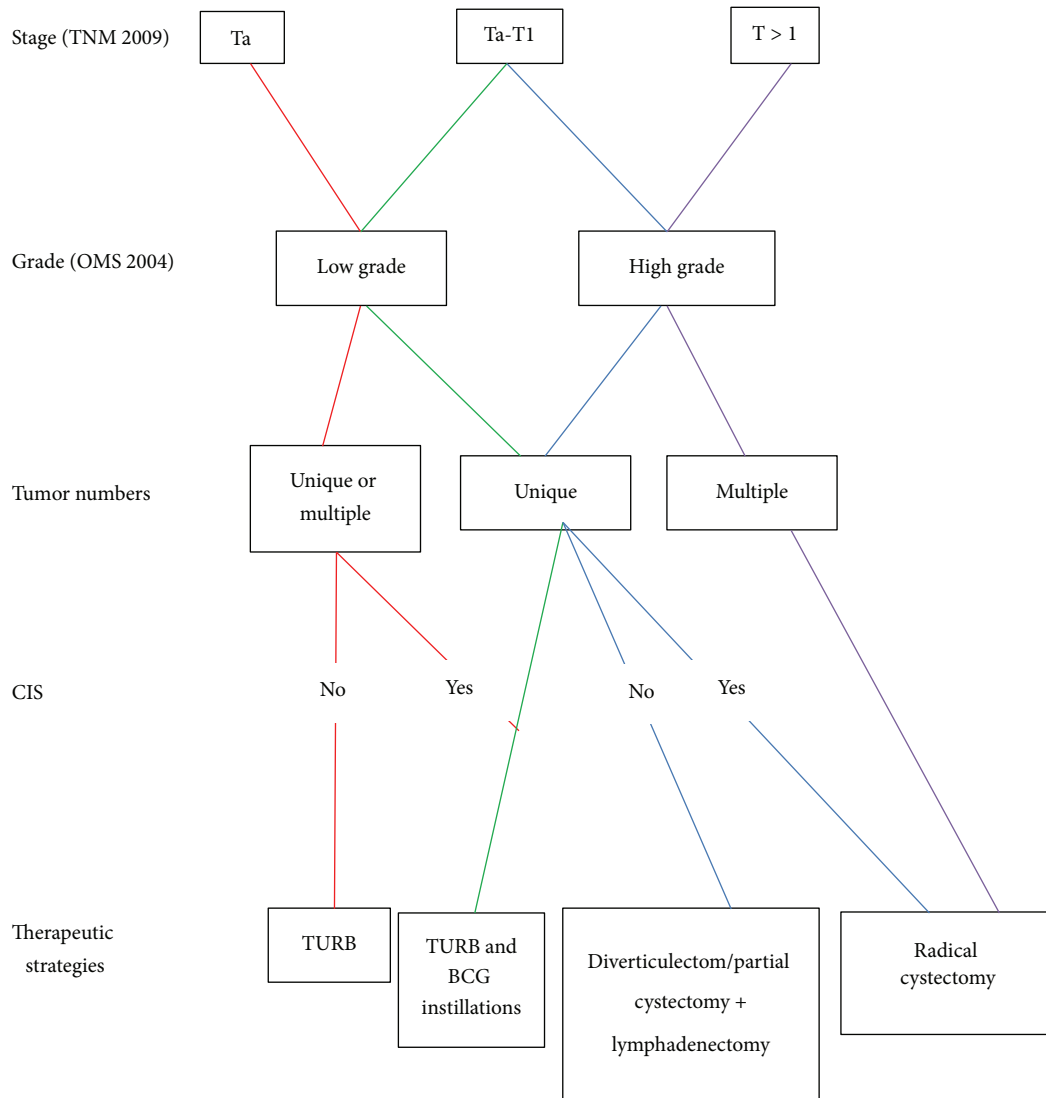 Stage (TNM 2009)
Ta
Ta-T1
T > 1
Grade (OMS 2004)
Low grade
High grade
Tumor numbers
Unique or
multiple
Unique
Multiple
CIS
No
Yes
No
Yes
Therapeutic
strategies
TURB
TURB and
BCG
instillations
Diverticulectom/partial
cystectomy +
lymphadenectomy
Radical
cystectomy